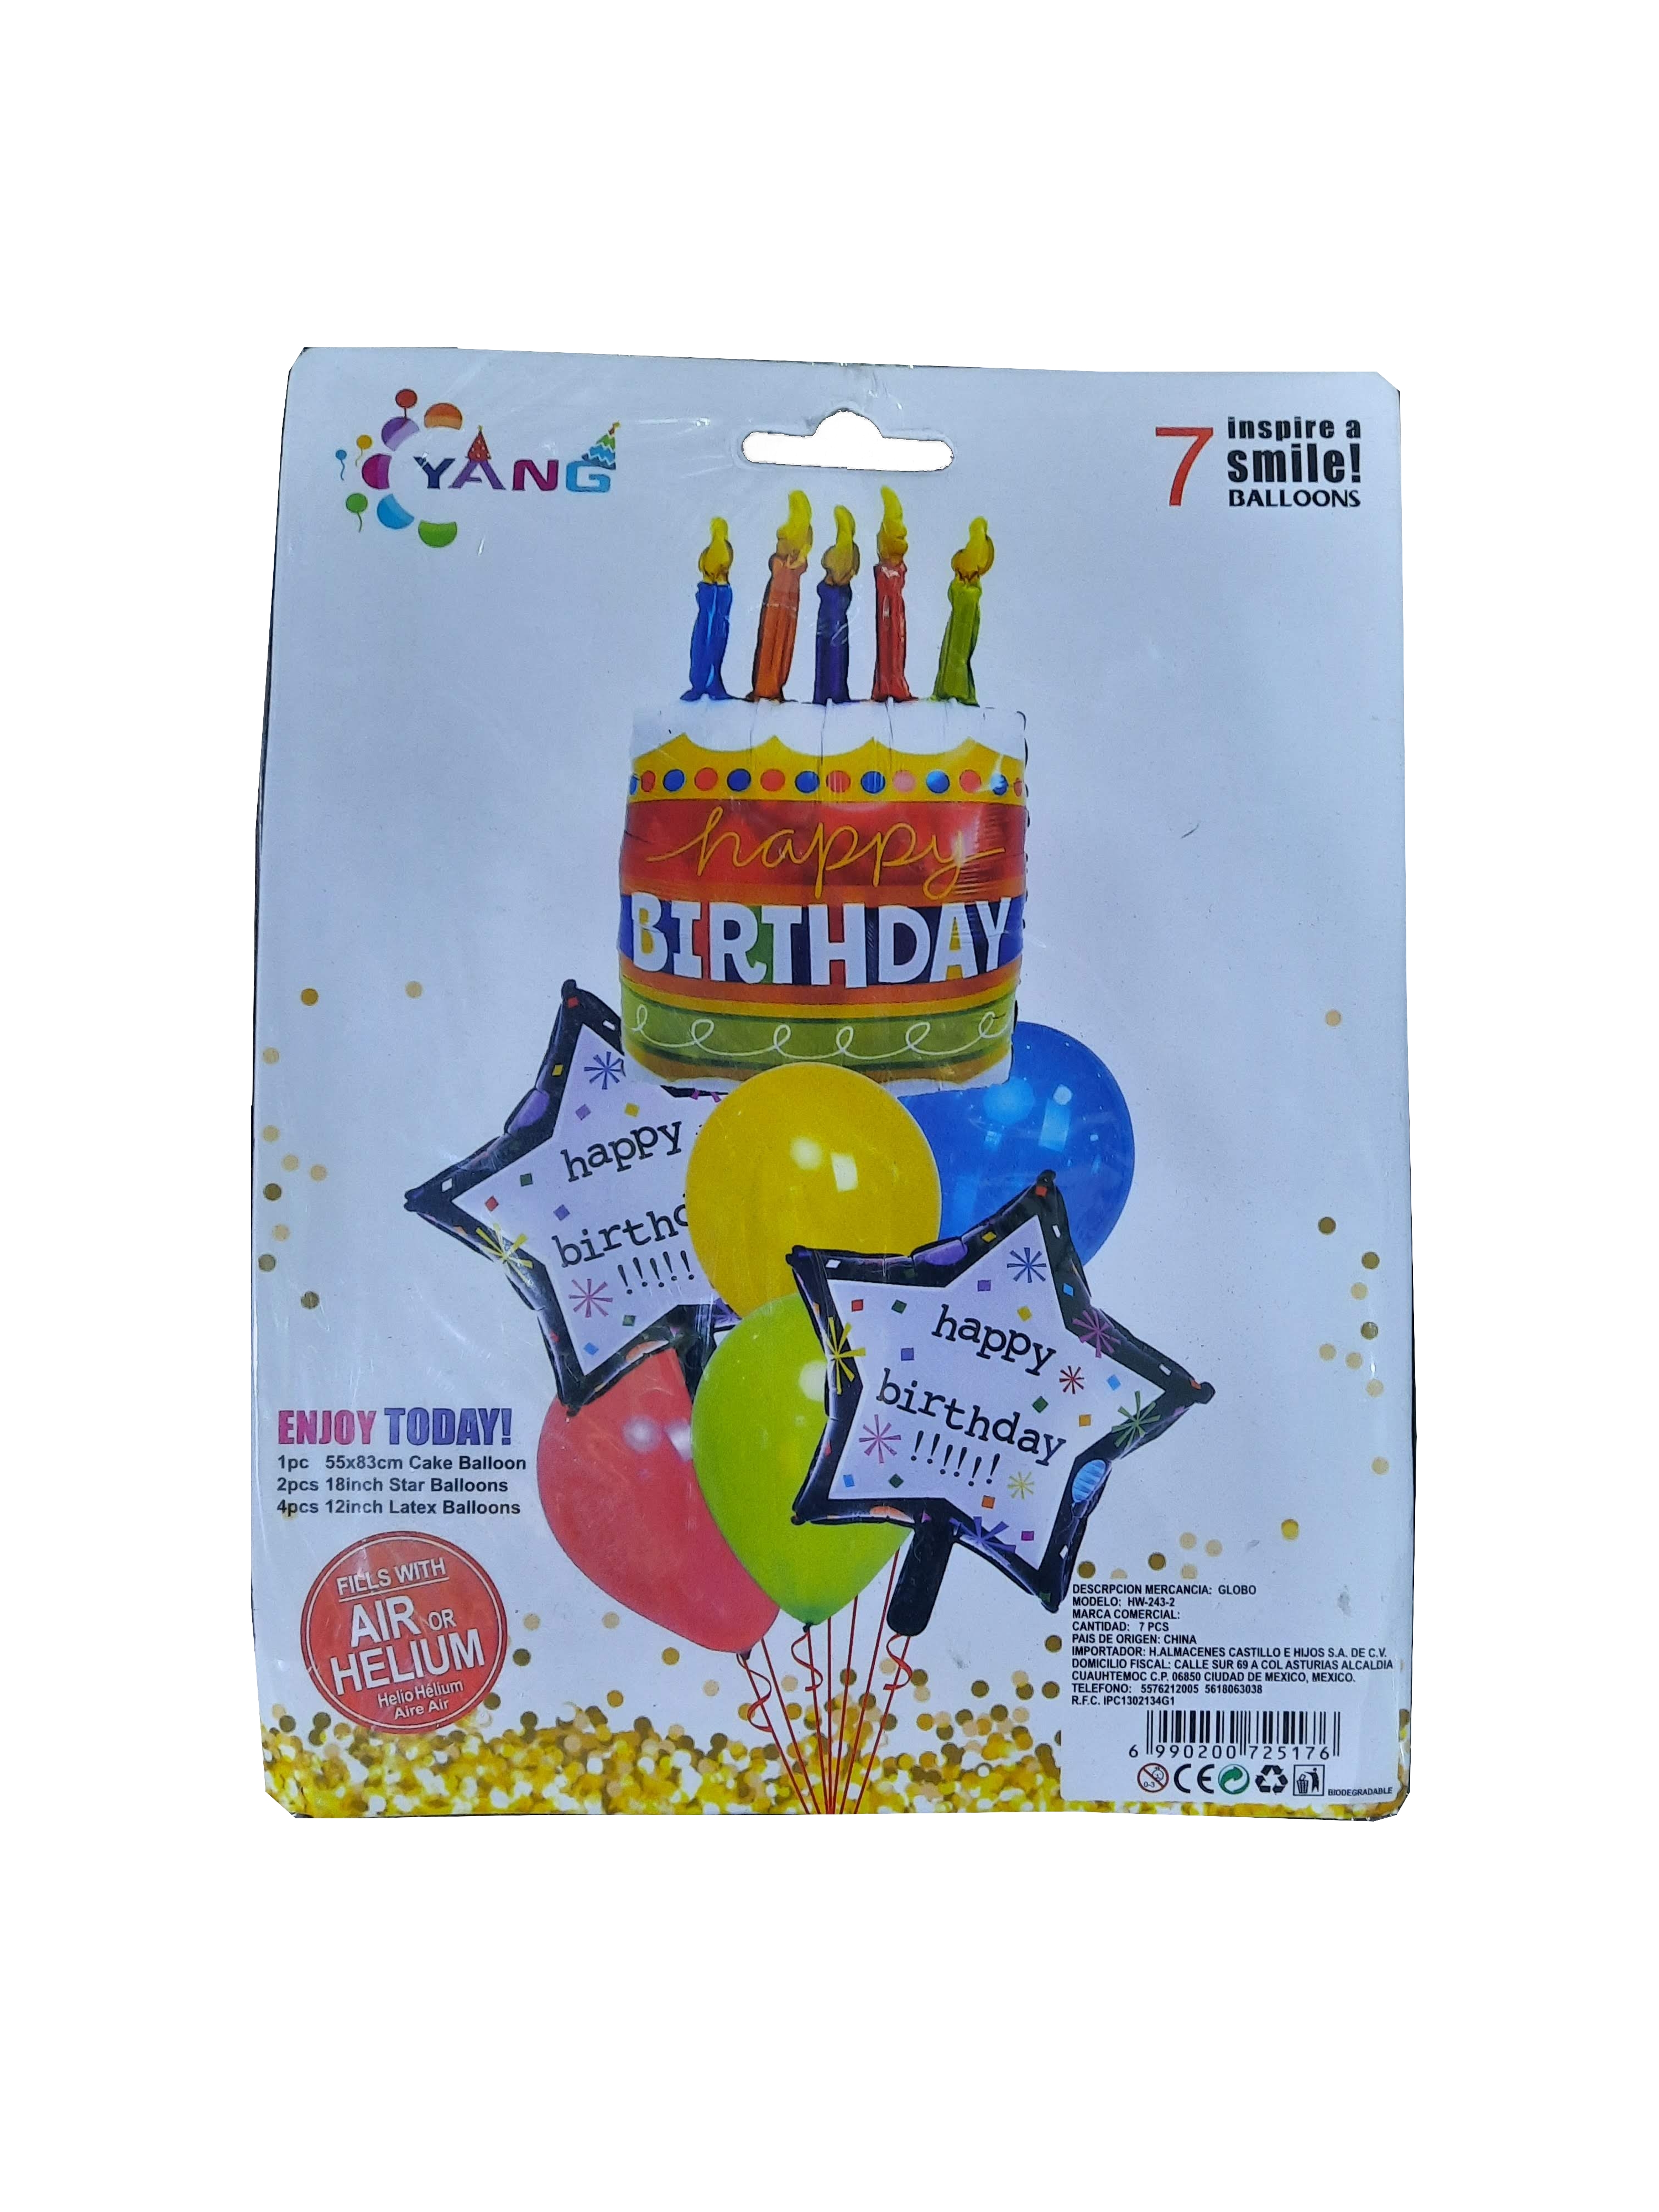 YANG
7
inspire a
smile!
BALLOONS
happy
BIRTHDAY
happy
!!!!!
happy
birthday
!!!!!!
ENJOY TODAY!
1pc 55x83cm Cake Balloon
2pcs 18inch Star Balloons
4pcs 12inch Latex Balloons
FILLS WITH
AIR OR
HELIUM
Helio Hélium
Aire Air
DESCRPCION MERCANCIA: GLOBO
MODELO: HW-243-2
MARCA COMERCIAL:
CANTIDAD: 7 PCS
PAIS DE ORIGEN: CHINA
IMPORTADOR: H.ALMACENES CASTILLO E HIJOS S.A. DE C.V.
DOMICILIO FISCAL: CALLE SUR 69 A COL ASTURIAS ALCALDIA
CUAUHTEMOC C.P. 06850 CIUDAD DE MEXICO, MEXICO.
TELEFONO: 5576212005 5618063038
R.F.C. IPC1302134G1
6 990200 725176
0-3 CE
BIODEGRADABLE